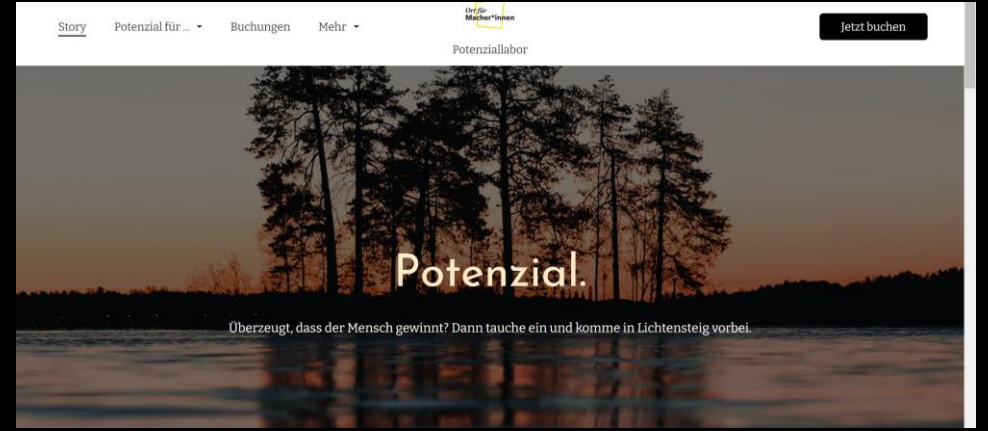 Story
Potenzial für ...
Buchungen
Mehr
Ort für
Macher*innen
Potenziallabor
Jetzt buchen
Potenzial.
Überzeugt, dass der Mensch gewinnt? Dann tauche ein und komme in Lichtensteig vorbei.